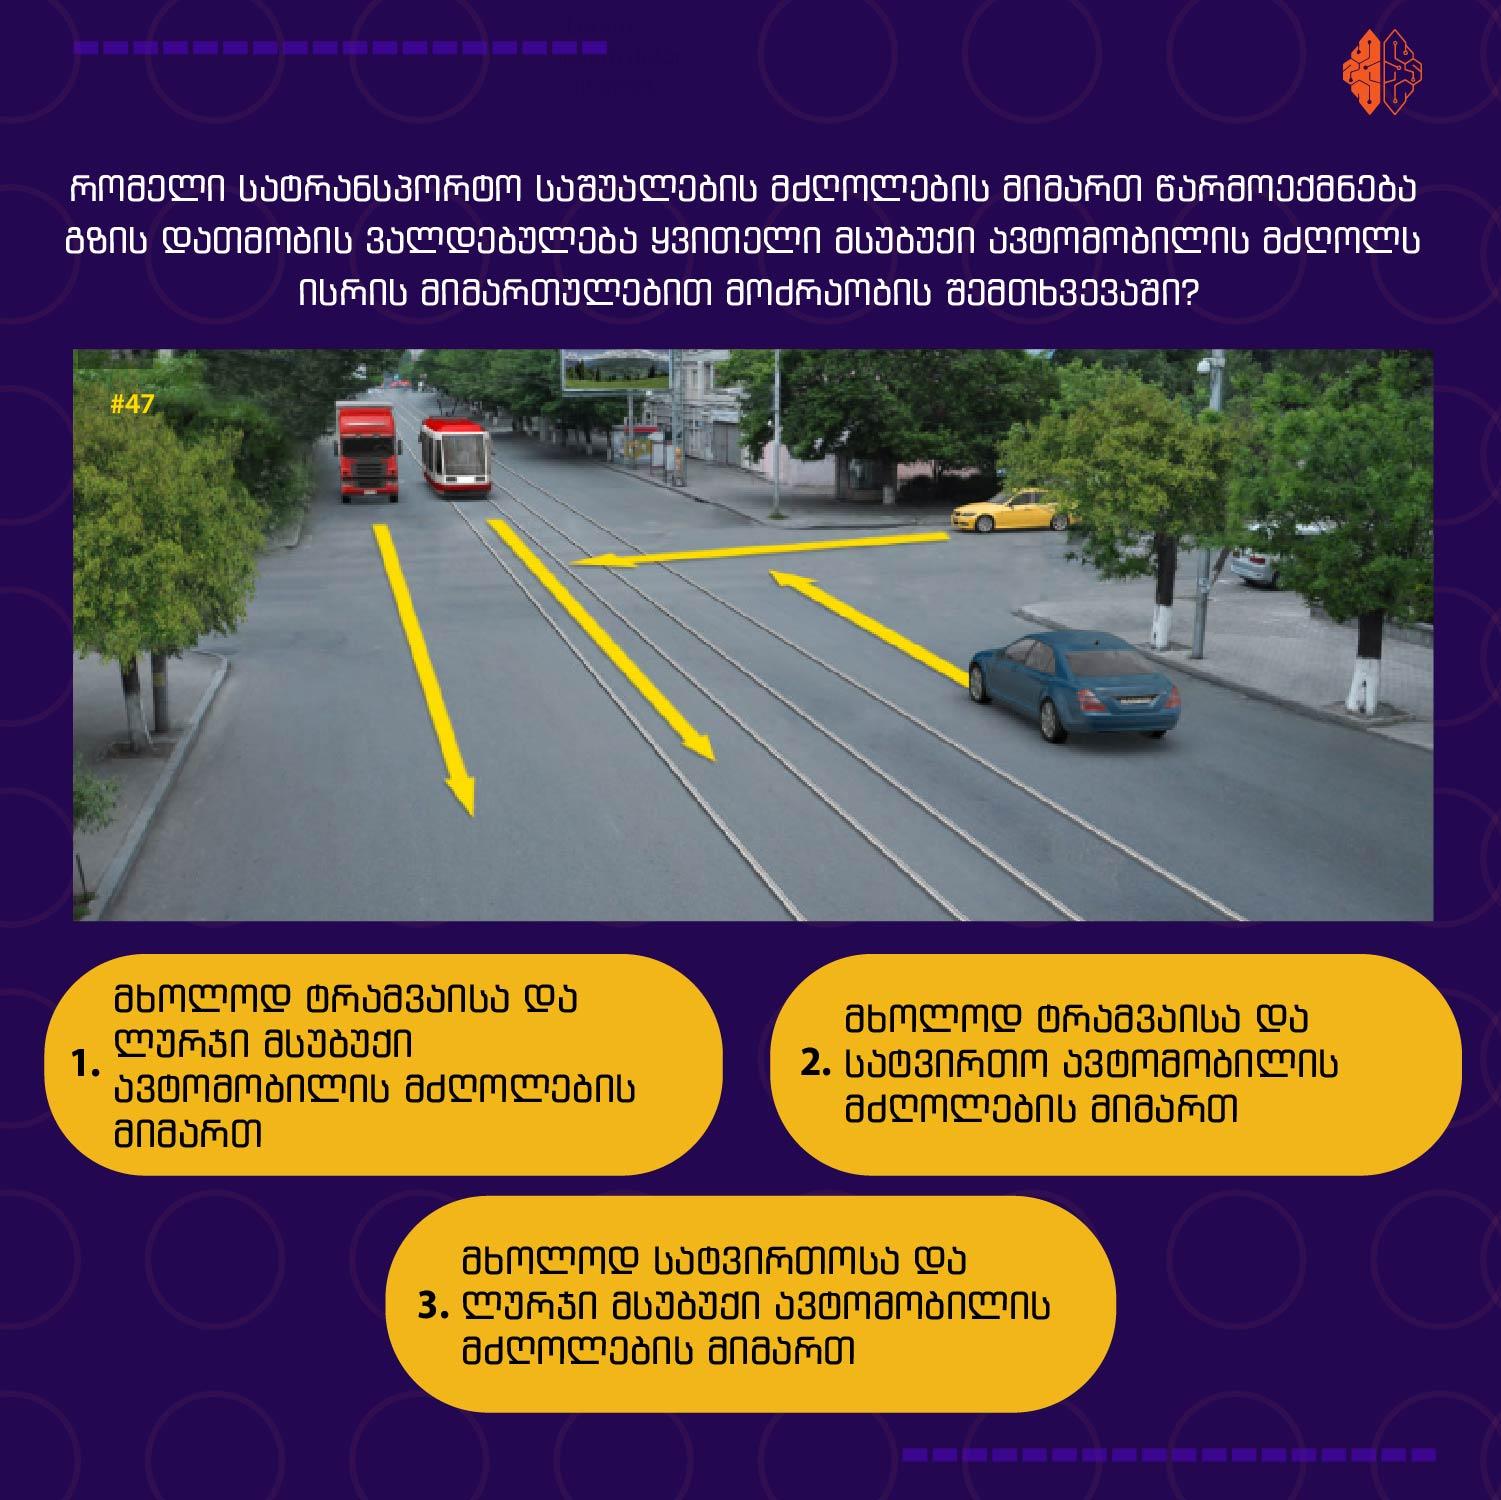 რომელი სატრანსპორტო საშუალების მძღოლების მიმართ წარმოექმნება
გზის დათმობის ვალდებულება ყვითელი მსუბუქი ავტომობილის მძღოლს
ისრის მიმართულებით მოძრაობის შემთხვევაში?
#47
1. მხოლოდ ტრამვაისა და
ლურჯი მსუბუქი
ავტომობილის მძღოლების
მიმართ
2. მხოლოდ ტრამვაისა და
სატვირთო ავტომობილის
მძღოლების მიმართ
3. მხოლოდ სატვირთოსა და
ლურჯი მსუბუქი ავტომობილის
მძღოლების მიმართ